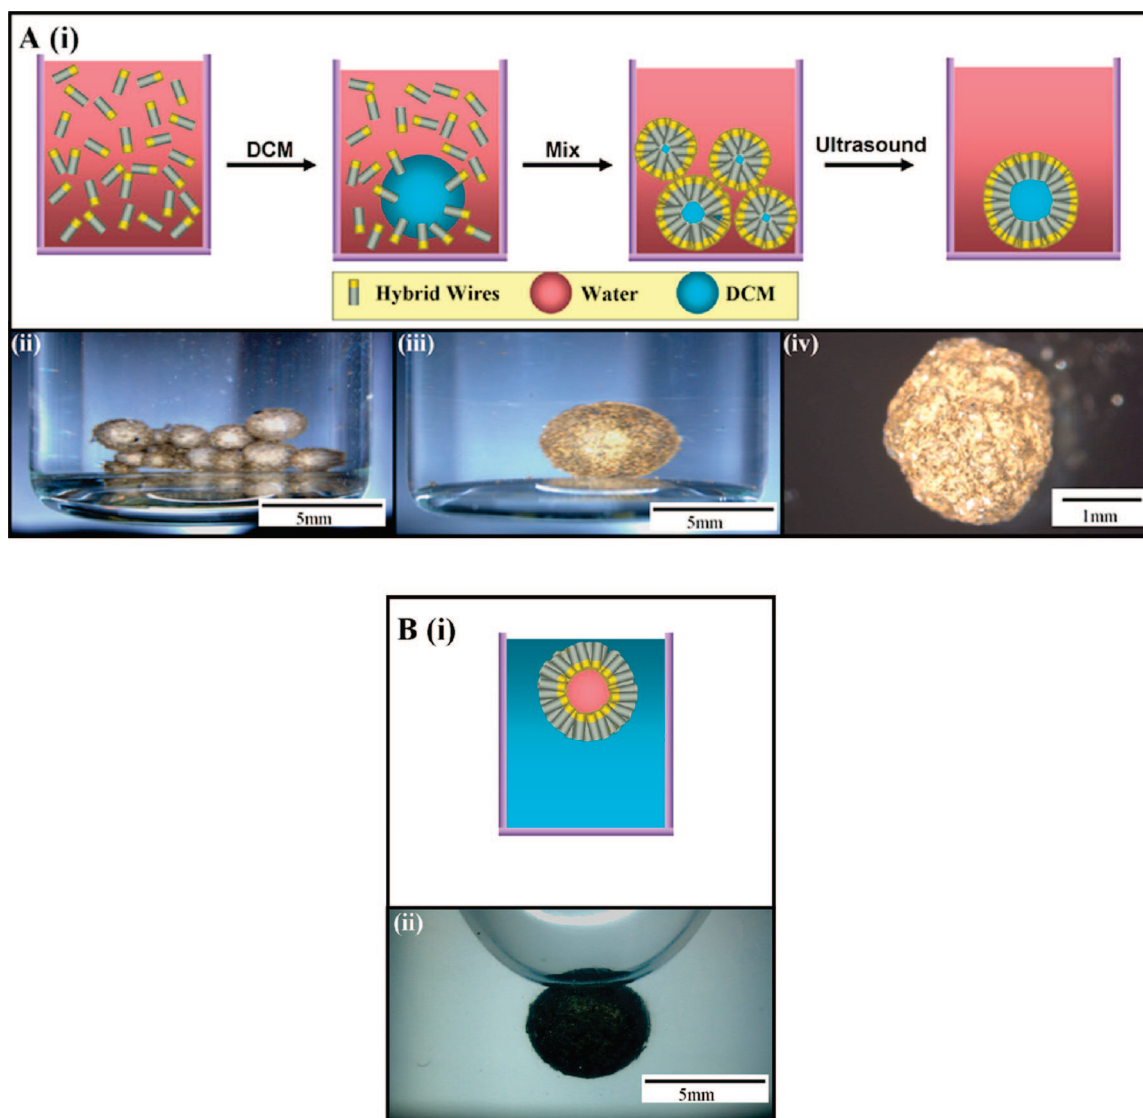 A (i)
DCM
Mix
Ultrasound
Hybrid Wires
Water
DCM
(ii)
5mm
(iii)
5mm
(iv)
1mm
B (i)
(ii)
5mm